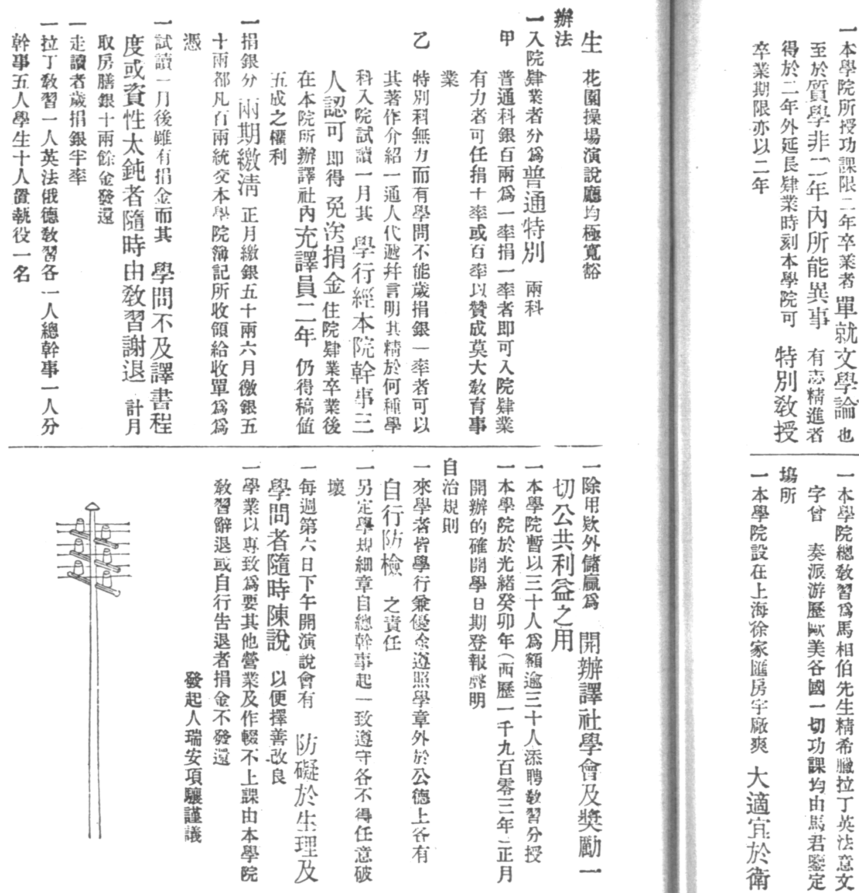 一本學院所授功課限二年卒業者單就文學論也
至於質學非二年內所能異事有志精進者
得於二年外延長肄業時刻本學院可特別敎授
卒業期限亦以二年
一本學院總敎習爲馬相伯先生精希臘拉丁英法意文
字曾奏派游歷歐美各國一切功課均由馬君鑒定
塲所
一本學院設在上海徐家匯房宇廠爽大適宜於衛
生花園操場演說廳均極寬豁
辦法
一入院肄業者分爲普通特別兩科
甲普通科銀百兩爲一率捐一率者卽可入院肄業
有力者可任捐十率或百率以贊成莫大敎育事
業
乙特別科無力而有學問不能歲捐銀一率者可以
其著作介紹一通人代遞幷言明其精於何種學
科入院試讀一月其學行經本院幹事三
人認可卽得免送捐金住院肄業卒業後
在本院所辦譯社內充譯員二年仍得稿値
五成之權利
一捐銀分兩期繳淸正月繳銀五十兩六月繳銀五
十兩都凡百兩統交本學院簿記所收領給收單爲爲
憑
一試讀一月後雖有捐金而其學問不及譯書程
度或資性太鈍者隨時由敎習謝退計月
取房膳銀十兩餘金發還
一走讀者歲捐銀半率
一拉丁敎習一人英法俄德敎習各一人總幹事一人分
幹事五人學生十人置執役一名
一除用欵外儲贏爲開辦譯社學會及獎勵一
切公共利益之用
一本學院暫以三十人爲額逾三十人添聘敎習分授
一本學院於光緒癸卯年(西歷一千九百零三年)正月
開辦的確開學日期登報聲明
自治規則
一來學者皆學行兼優僉遵照學章外於公德上各有
自行防檢之責任
一另定學規細章自總幹事起一致遵守各不得任意破
壞
一每週第六日下午開演說會有防礙於生理及
學問者隨時陳說以便擇善改良
一學業以專致爲要其他營業及作輟不上課由本學院
敎習辭退或自行吿退者捐金不發還
發起人瑞安項驤謹議